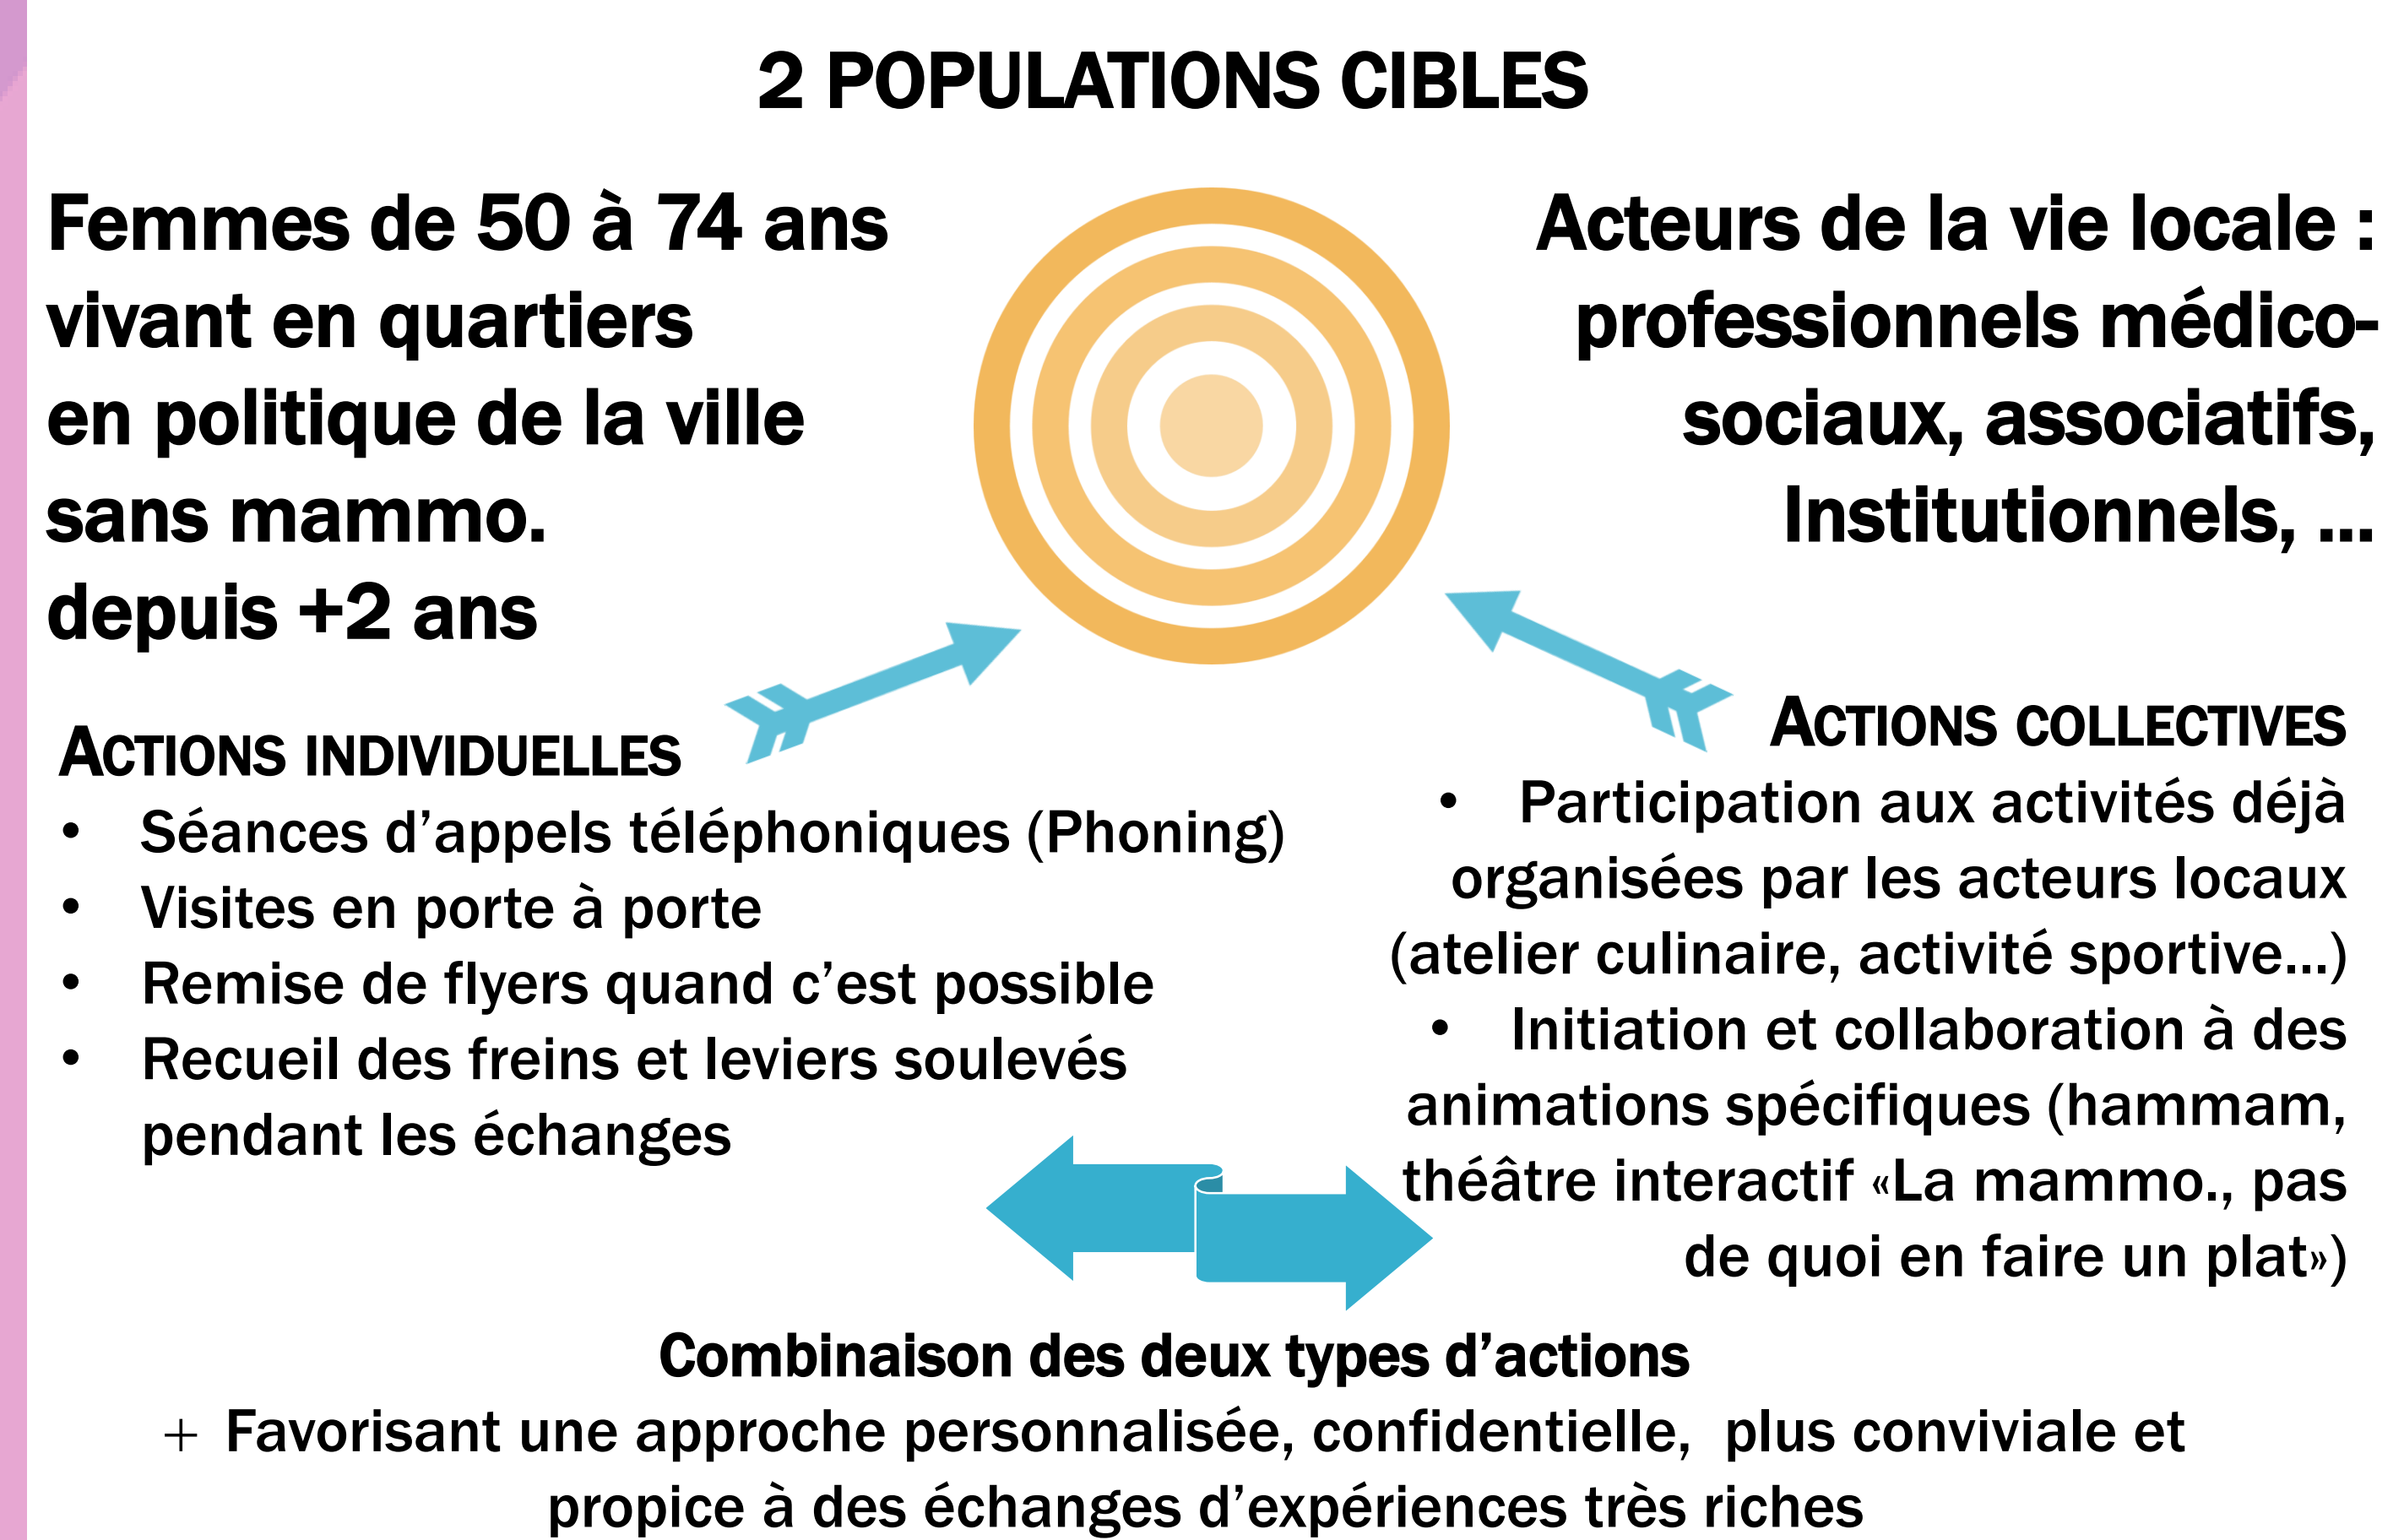 2 POPULATIONS CIBLES
Femmes de 50 à 74 ans
vivant en quartiers
en politique de la ville
sans mammo.
depuis +2 ans
Acteurs de la vie locale :
professionnels médico-
sociaux, associatifs,
Institutionnels, ...
ACTIONS INDIVIDUELLES
• Séances d’appels téléphoniques (Phoning)
• Visites en porte à porte
• Remise de flyers quand c’est possible
• Recueil des freins et leviers soulevés
pendant les échanges
ACTIONS COLLECTIVES
• Participation aux activités déjà
organisées par les acteurs locaux
(atelier culinaire, activité sportive...)
• Initiation et collaboration à des
animations spécifiques (hammam,
théâtre interactif «La mammo., pas
de quoi en faire un plat»)
Combinaison des deux types d’actions
+ Favorisant une approche personnalisée, confidentielle, plus conviviale et
propice à des échanges d’expériences très riches